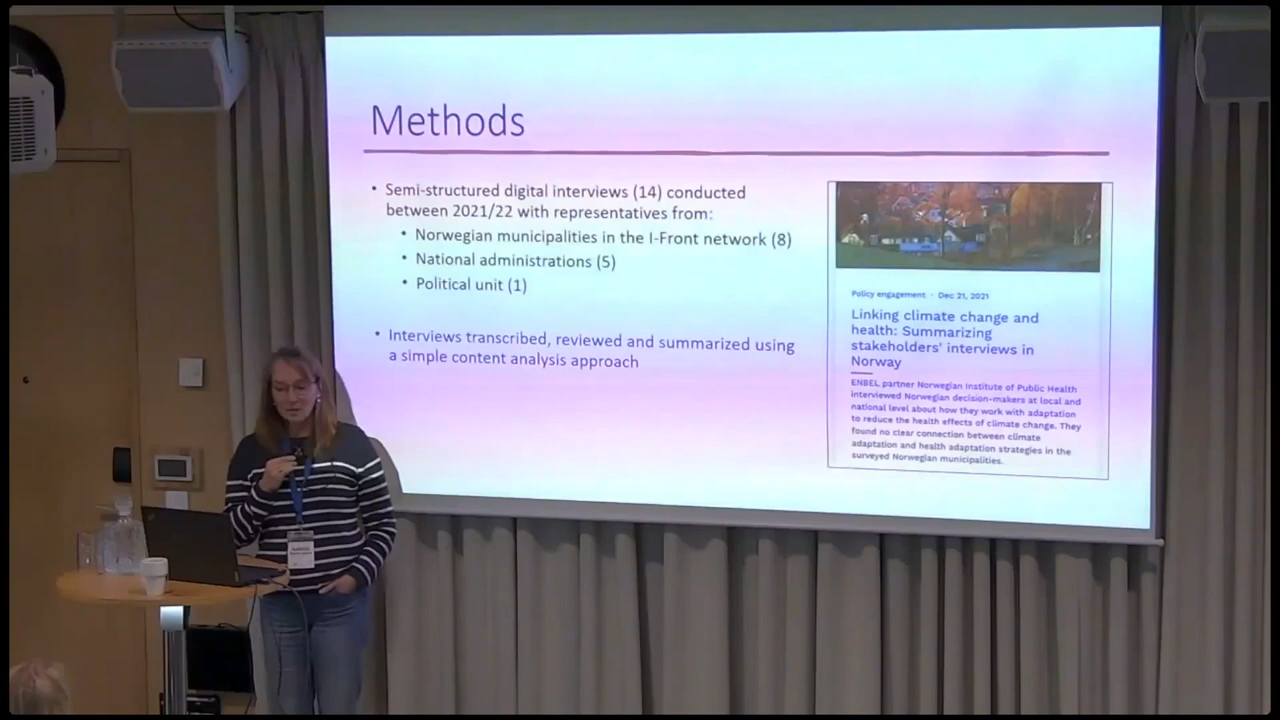 Methods
• Semi-structured digital interviews (14) conducted
between 2021/22 with representatives from:
• Norwegian municipalities in the I-Front network (8)
• National administrations (5)
• Political unit (1)
• Interviews transcribed, reviewed and summarized using
a simple content analysis approach
Policy engagement · Dec 21, 2021
Linking climate change and
health: Summarizing
stakeholders' interviews in
Norway
ENBEL partner Norwegian Institute of Public Health
interviewed Norwegian decision-makers at local and
national level about how they work with adaptation
to reduce the health effects of climate change. They
found no clear connection between climate
adaptation and health adaptation strategies in the
surveyed Norwegian municipalities.